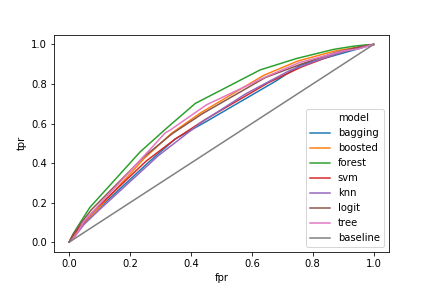 1.0
0.8
0.6
0.4
0.2
0.0
tpr
0.0 0.2 0.4 0.6 0.8 1.0
fpr
model
bagging
boosted
forest
svm
knn
logit
tree
baseline